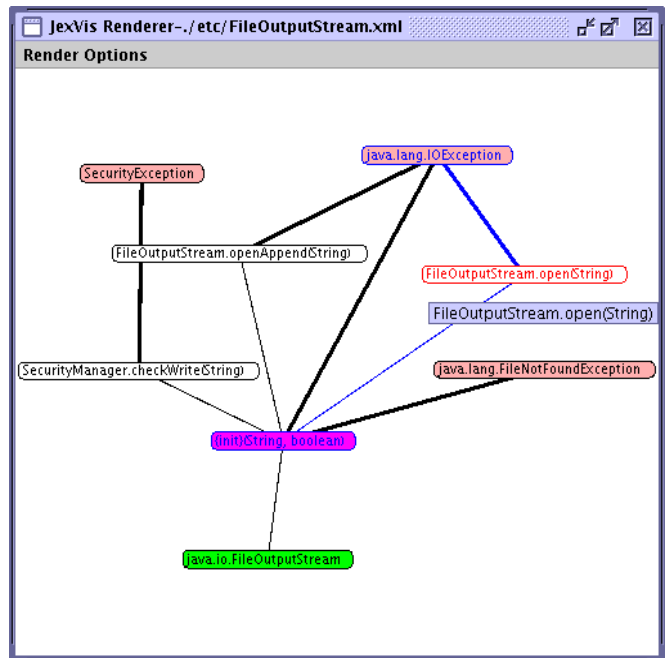 JexVis Renderer-./etc/FileOutputStream.xml
Render Options
java.lang.IOException
SecurityException
FileOutputStream.openAppend(String)
FileOutputStream.open(String)
FileOutputStream.open(String)
SecurityManager.checkWrite(String)
java.lang.FileNotFoundException
(init)(String, boolean)
java.io.FileOutputStream